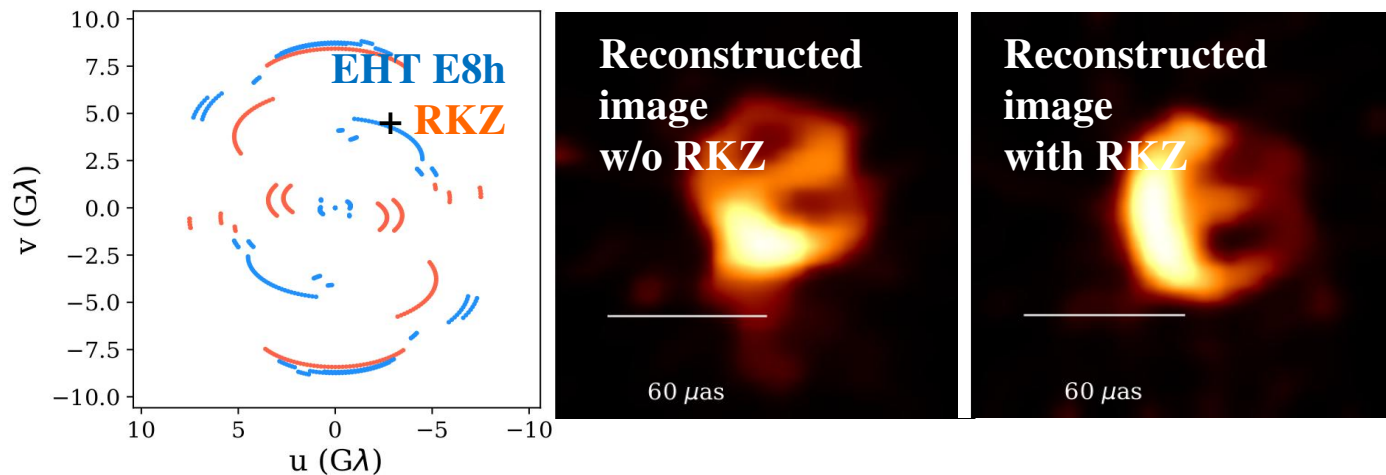 10.0
7.5
5.0
2.5
0.0
−2.5
−5.0
−7.5
−10.0
v (Gλ)
10
5
0
−5
−10
u (Gλ)
EHT E8h
RKZ
Reconstructed
image
w/o RKZ
60 μas
Reconstructed
image
with RKZ
60 μas